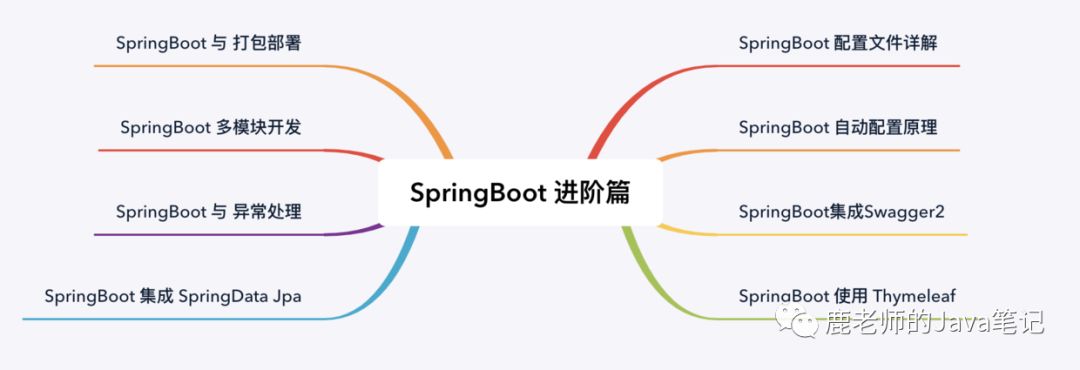 SpringBoot 与 打包部署
SpringBoot 配置文件详解
SpringBoot 多模块开发
SpringBoot 自动配置原理
SpringBoot 进阶篇
SpringBoot 与 异常处理
SpringBoot集成Swagger2
SpringBoot 集成 SpringData Jpa
SpringBoot 使用 Thymeleaf
鹿老师的Java笔记